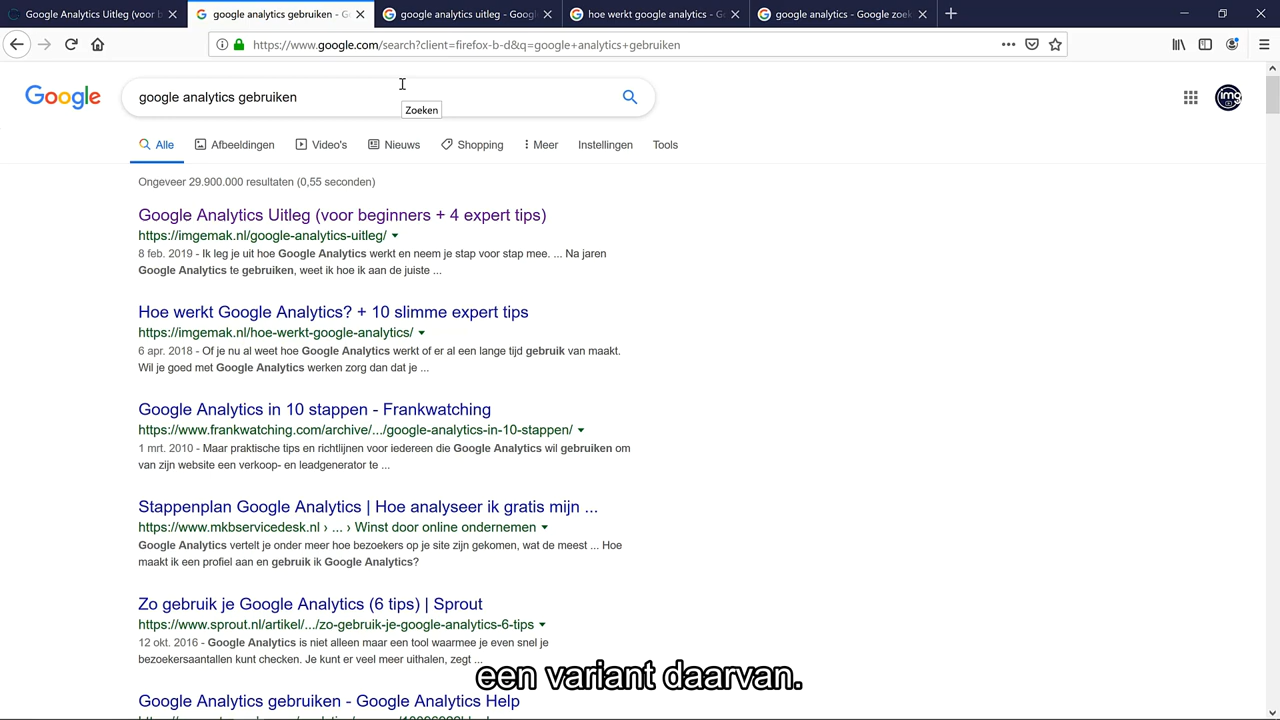 Google Analytics Uitleg (voor b
google analytics gebruiken - G
google analytics uitleg - Goog
hoe werkt google analytics - G
google analytics - Google zoek
https://www.google.com/search?client=firefox-b-d&q=google+analytics+gebruiken
Google
google analytics gebruiken
Zoeken
img
Alle
Afbeeldingen
Video's
Nieuws
Shopping
Meer
Instellingen
Tools
Ongeveer 29.900.000 resultaten (0,55 seconden)
Google Analytics Uitleg (voor beginners + 4 expert tips)
https://imgemak.nl/google-analytics-uitleg/
8 feb. 2019 - Ik leg je uit hoe Google Analytics werkt en neem je stap voor stap mee. ... Na jaren
Google Analytics te gebruiken, weet ik hoe ik aan de juiste ...
Hoe werkt Google Analytics? + 10 slimme expert tips
https://imgemak.nl/hoe-werkt-google-analytics/
6 apr. 2018 - Of je nu al weet hoe Google Analytics werkt of er al een lange tijd gebruik van maakt.
Wil je goed met Google Analytics werken zorg dan dat je ...
Google Analytics in 10 stappen - Frankwatching
https://www.frankwatching.com/archive/.../google-analytics-in-10-stappen/
1 mrt. 2010 - Maar praktische tips en richtlijnen voor iedereen die Google Analytics wil gebruiken om
van zijn website een verkoop- en leadgenerator te ...
Stappenplan Google Analytics | Hoe analyseer ik gratis mijn ...
https://www.mkbservicedesk.nl › ... › Winst door online ondernemen
Google Analytics vertelt je onder meer hoe bezoekers op je site zijn gekomen, wat de meest ... Hoe
maakt ik een profiel aan en gebruik ik Google Analytics?
Zo gebruik je Google Analytics (6 tips) | Sprout
https://www.sprout.nl/artikel/.../zo-gebruik-je-google-analytics-6-tips
12 okt. 2016 - Google Analytics is niet alleen maar een tool waarmee je even snel je
bezoekersaantallen kunt checken. Je kunt er veel meer uithalen, zegt ...
een variant daarvan.
Google Analytics gebruiken - Google Analytics Help